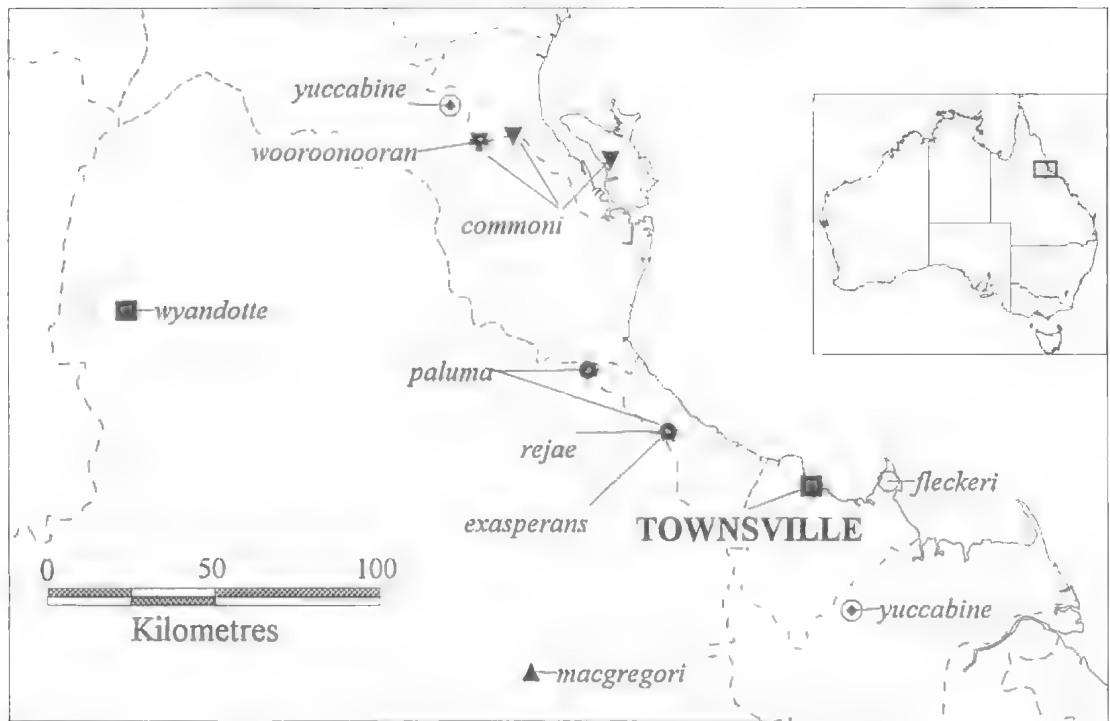 yuccabine
wooroonooran
commoni
wyandotte
paluma
rejae
exasperans
fleckeri
TOWNSVILLE
0 50 100
Kilometres
yuccabine
macgregori